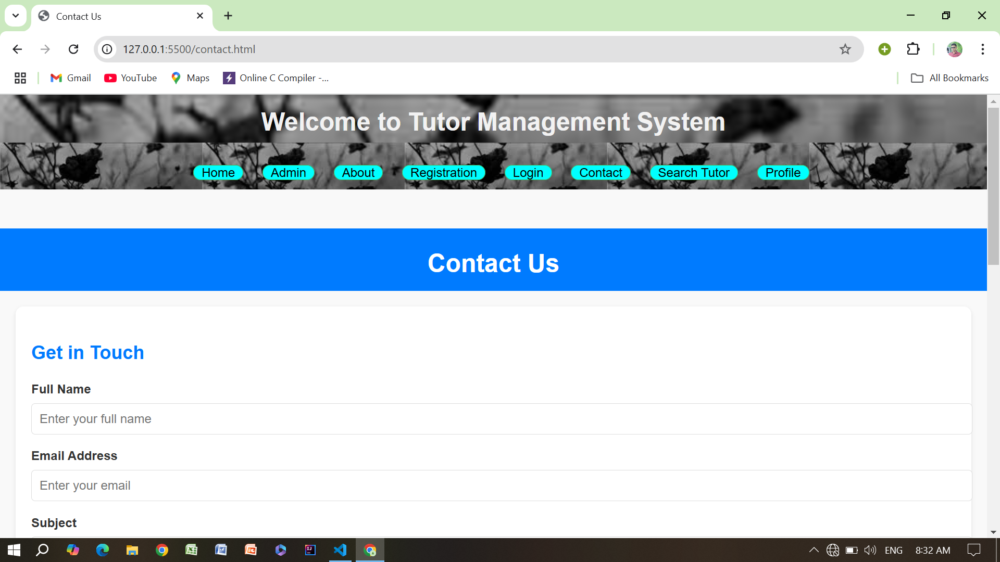 Contact Us
127.0.0.1:5500/contact.html
Gmail YouTube Maps Online C Compiler -... All Bookmarks
Welcome to Tutor Management System
Home Admin About Registration Login Contact Search Tutor Profile
Contact Us
Get in Touch
Full Name
Enter your full name
Email Address
Enter your email
Subject
ENG 8:32 AM